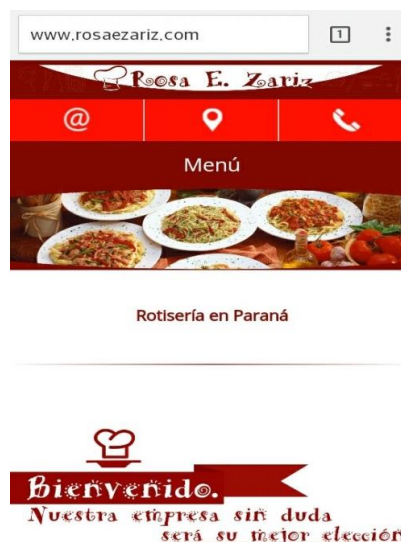 www.rosaezariz.com
1
Rosa E. Zariz
@
Menú
Rotisería en Paraná
Bienvenido.
Nuestra empresa sin duda
será su mejor elección